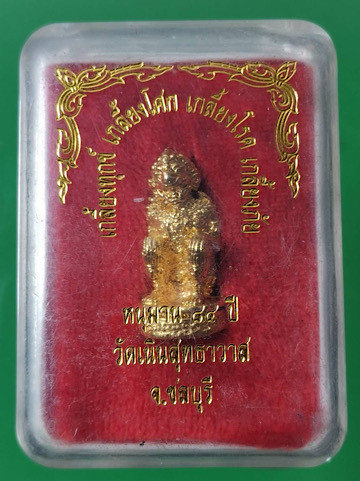 เกลี้ยงทุกข์ เกลี้ยงโศก เกลี้ยงโรค เกลี้ยงภัย
หนุมาน ๘๔ ปี
วัดเนินสุทธาวาส
จ.ชลบุรี